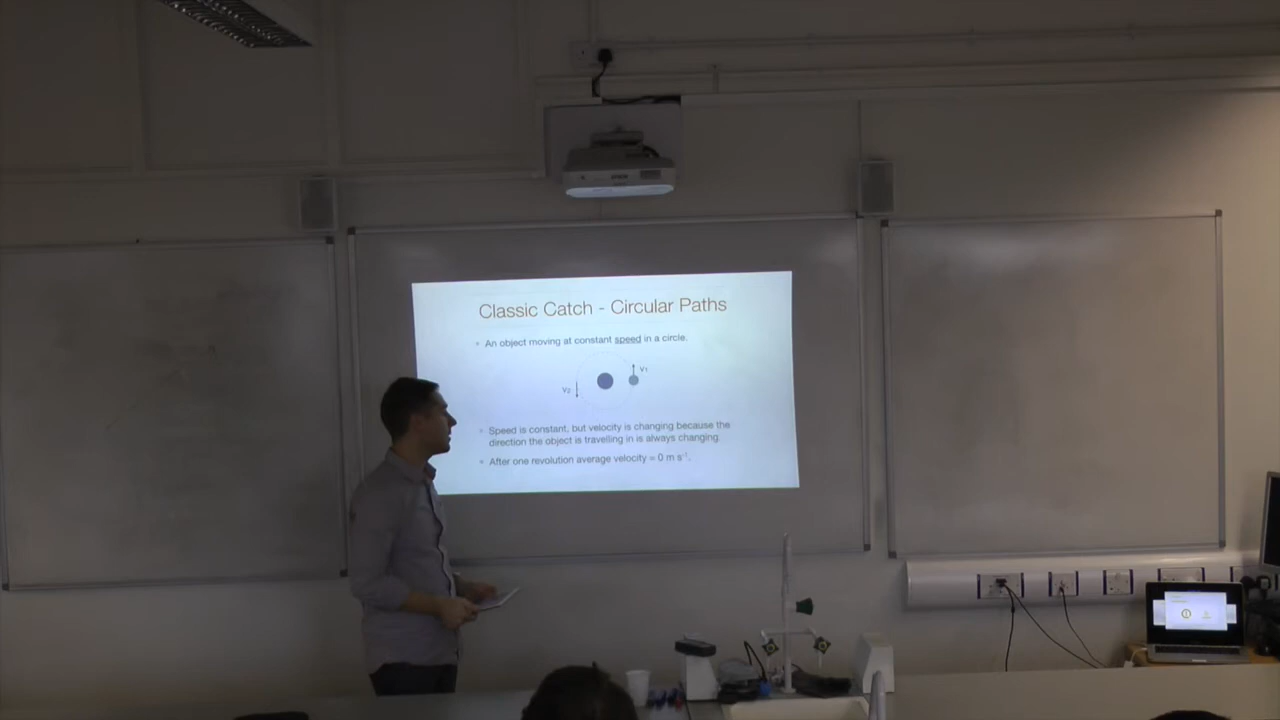 EPSON
Classic Catch - Circular Paths
An object moving at constant speed in a circle.
V₁
V₂
Speed is constant, but velocity is changing because the
direction the object is travelling in is always changing.
After one revolution average velocity = 0 m s⁻¹.